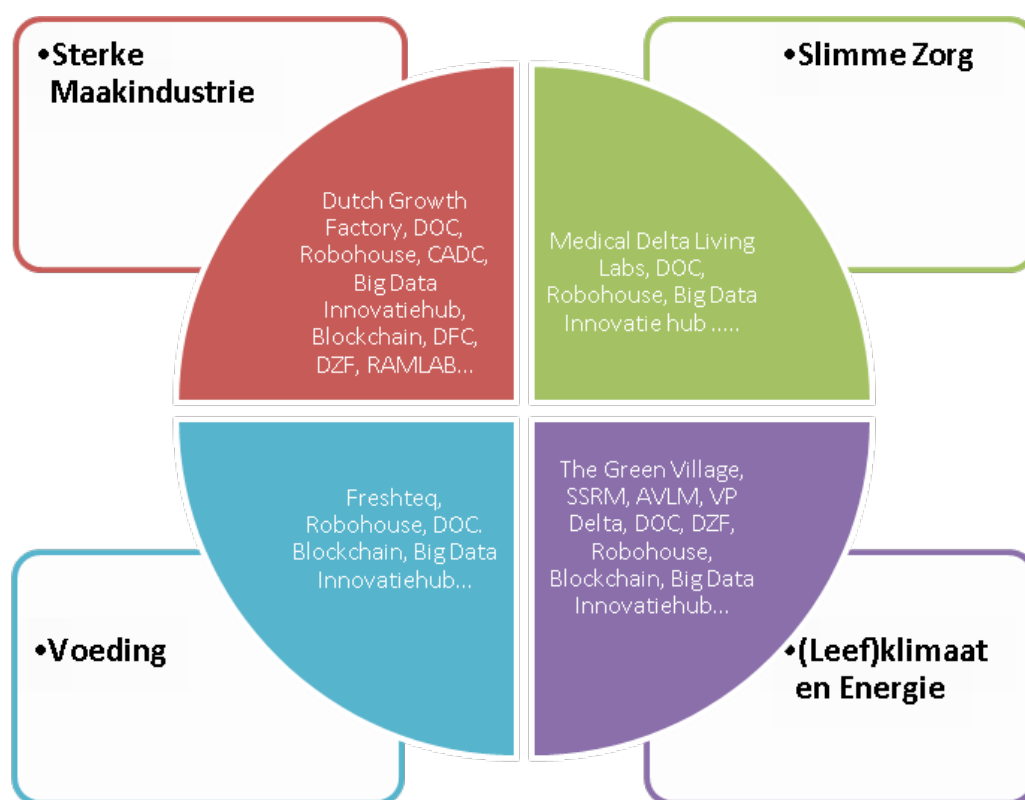 •Sterke
Maakindustrie
•Slimme Zorg
Dutch Growth
Factory, DOC,
Robohouse, CADC,
Big Data
Innovatiehub,
Blockchain, DFC,
DZF, RAMLAB...
Medical Delta Living
Labs, DOC,
Robohouse, Big Data
Innovatie hub .....
Freshteq,
Robohouse, DOC.
Blockchain, Big Data
Innovatiehub...
The Green Village,
SSRM, AVLM, VP
Delta, DOC, DZF,
Robohouse,
Blockchain, Big Data
Innovatiehub...
•Voeding
•(Leef)klimaat
en Energie